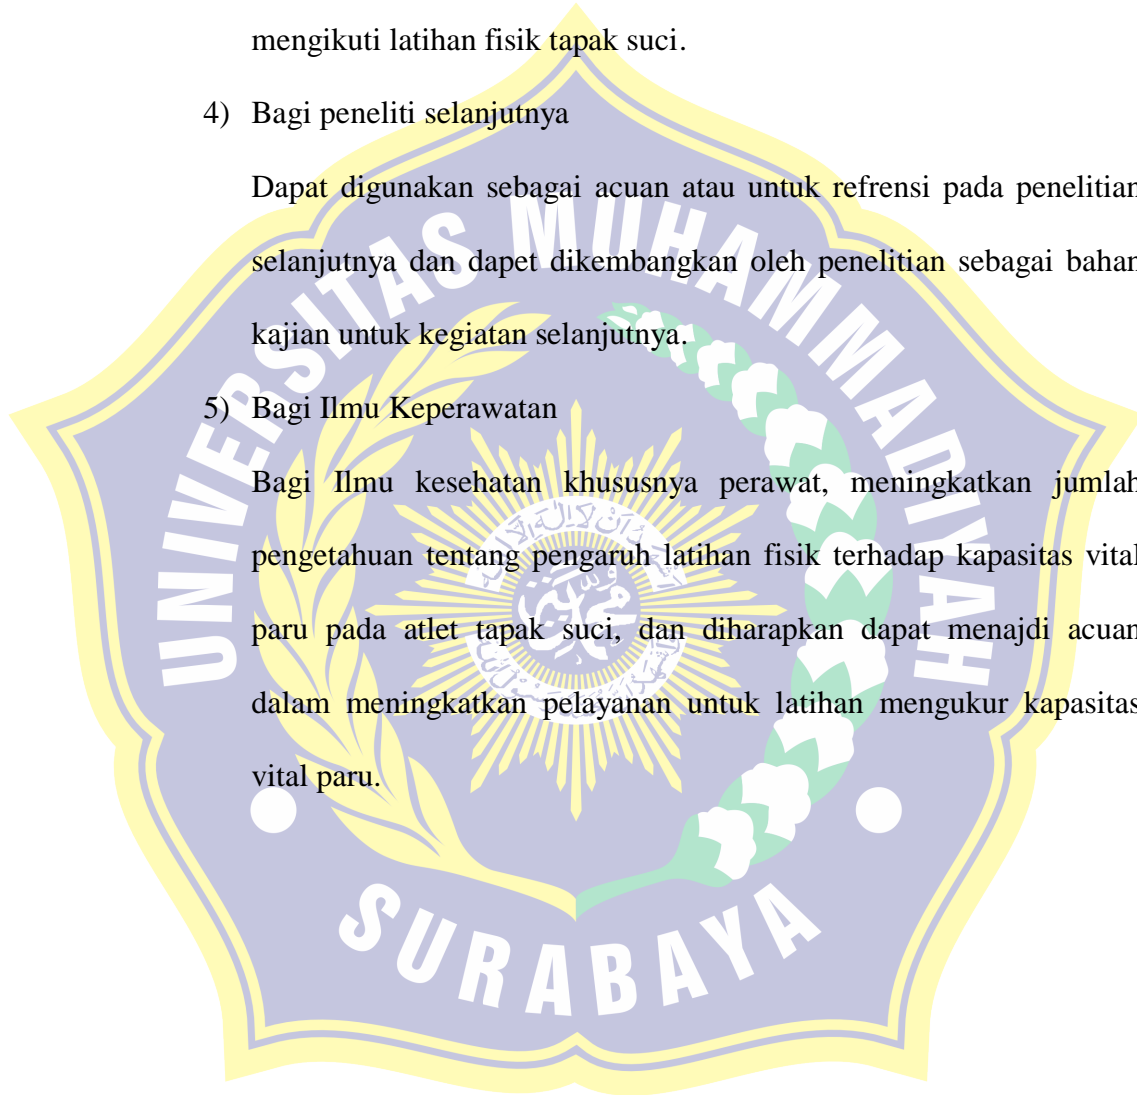 mengikuti latihan fisik tapak suci.
4) Bagi peneliti selanjutnya
Dapat digunakan sebagai acuan atau untuk refrensi pada penelitian
selanjutnya dan dapet dikembangkan oleh penelitian sebagai bahan
kajian untuk kegiatan selanjutnya.
5) Bagi Ilmu Keperawatan
Bagi Ilmu kesehatan khususnya perawat, meningkatkan jumlah
pengetahuan tentang pengaruh latihan fisik terhadap kapasitas vital
paru pada atlet tapak suci, dan diharapkan dapat menajdi acuan
dalam meningkatkan pelayanan untuk latihan mengukur kapasitas
vital paru.
UNIVERSITAS MUHAMMADIYAH
SURABAYA